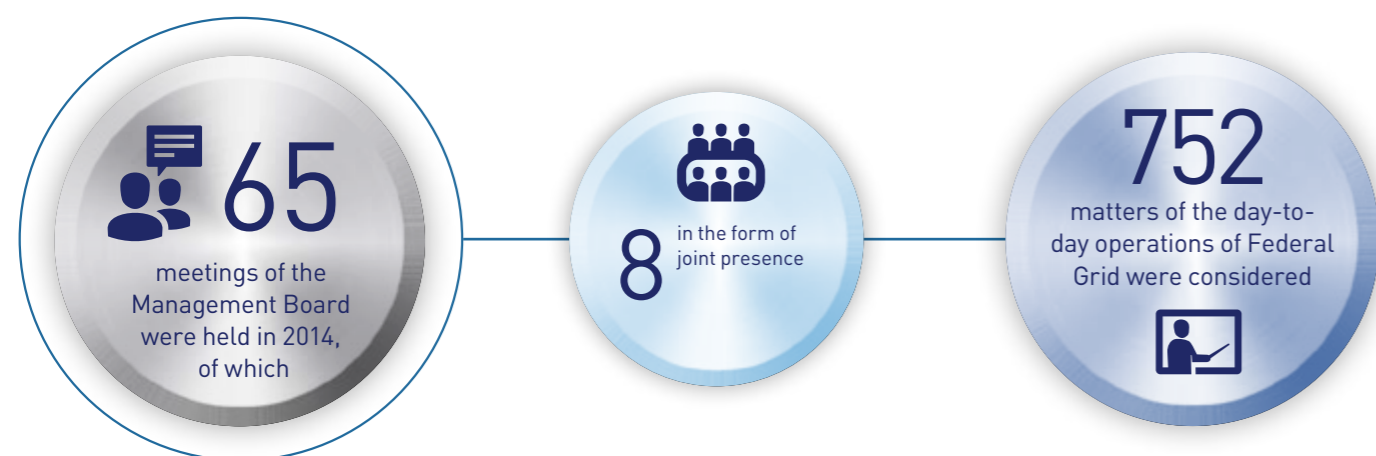 65
meetings of the
Management Board
were held in 2014,
of which
8
in the form of
joint presence
752
matters of the day-to-
day operations of Federal
Grid were considered